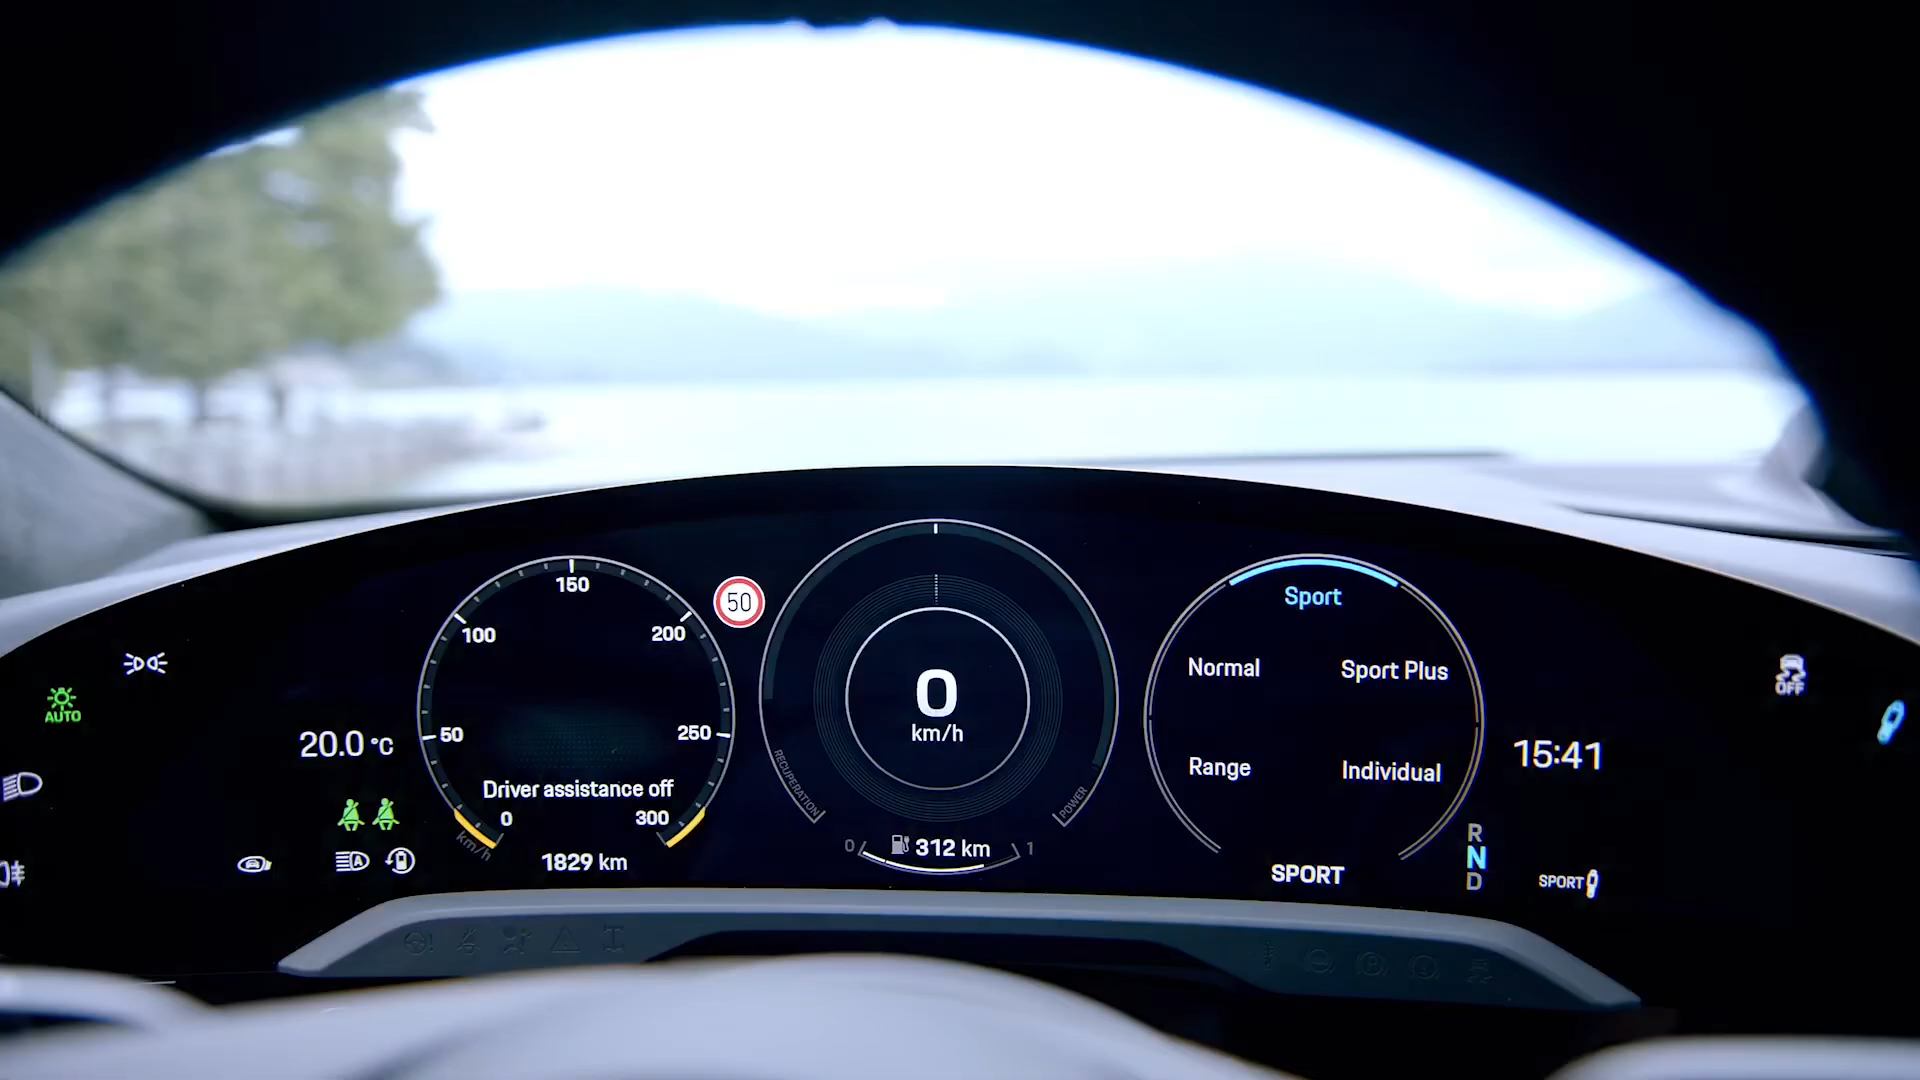 AUTO
20.0 °C
0
50
100
150
200
250
300
km/h
Driver assistance off
1829 km
50
0
km/h
RECUPERATION
POWER
0
312 km
1
Sport
Normal
Sport Plus
Range
Individual
SPORT
15:41
R
N
D
OFF
SPORT